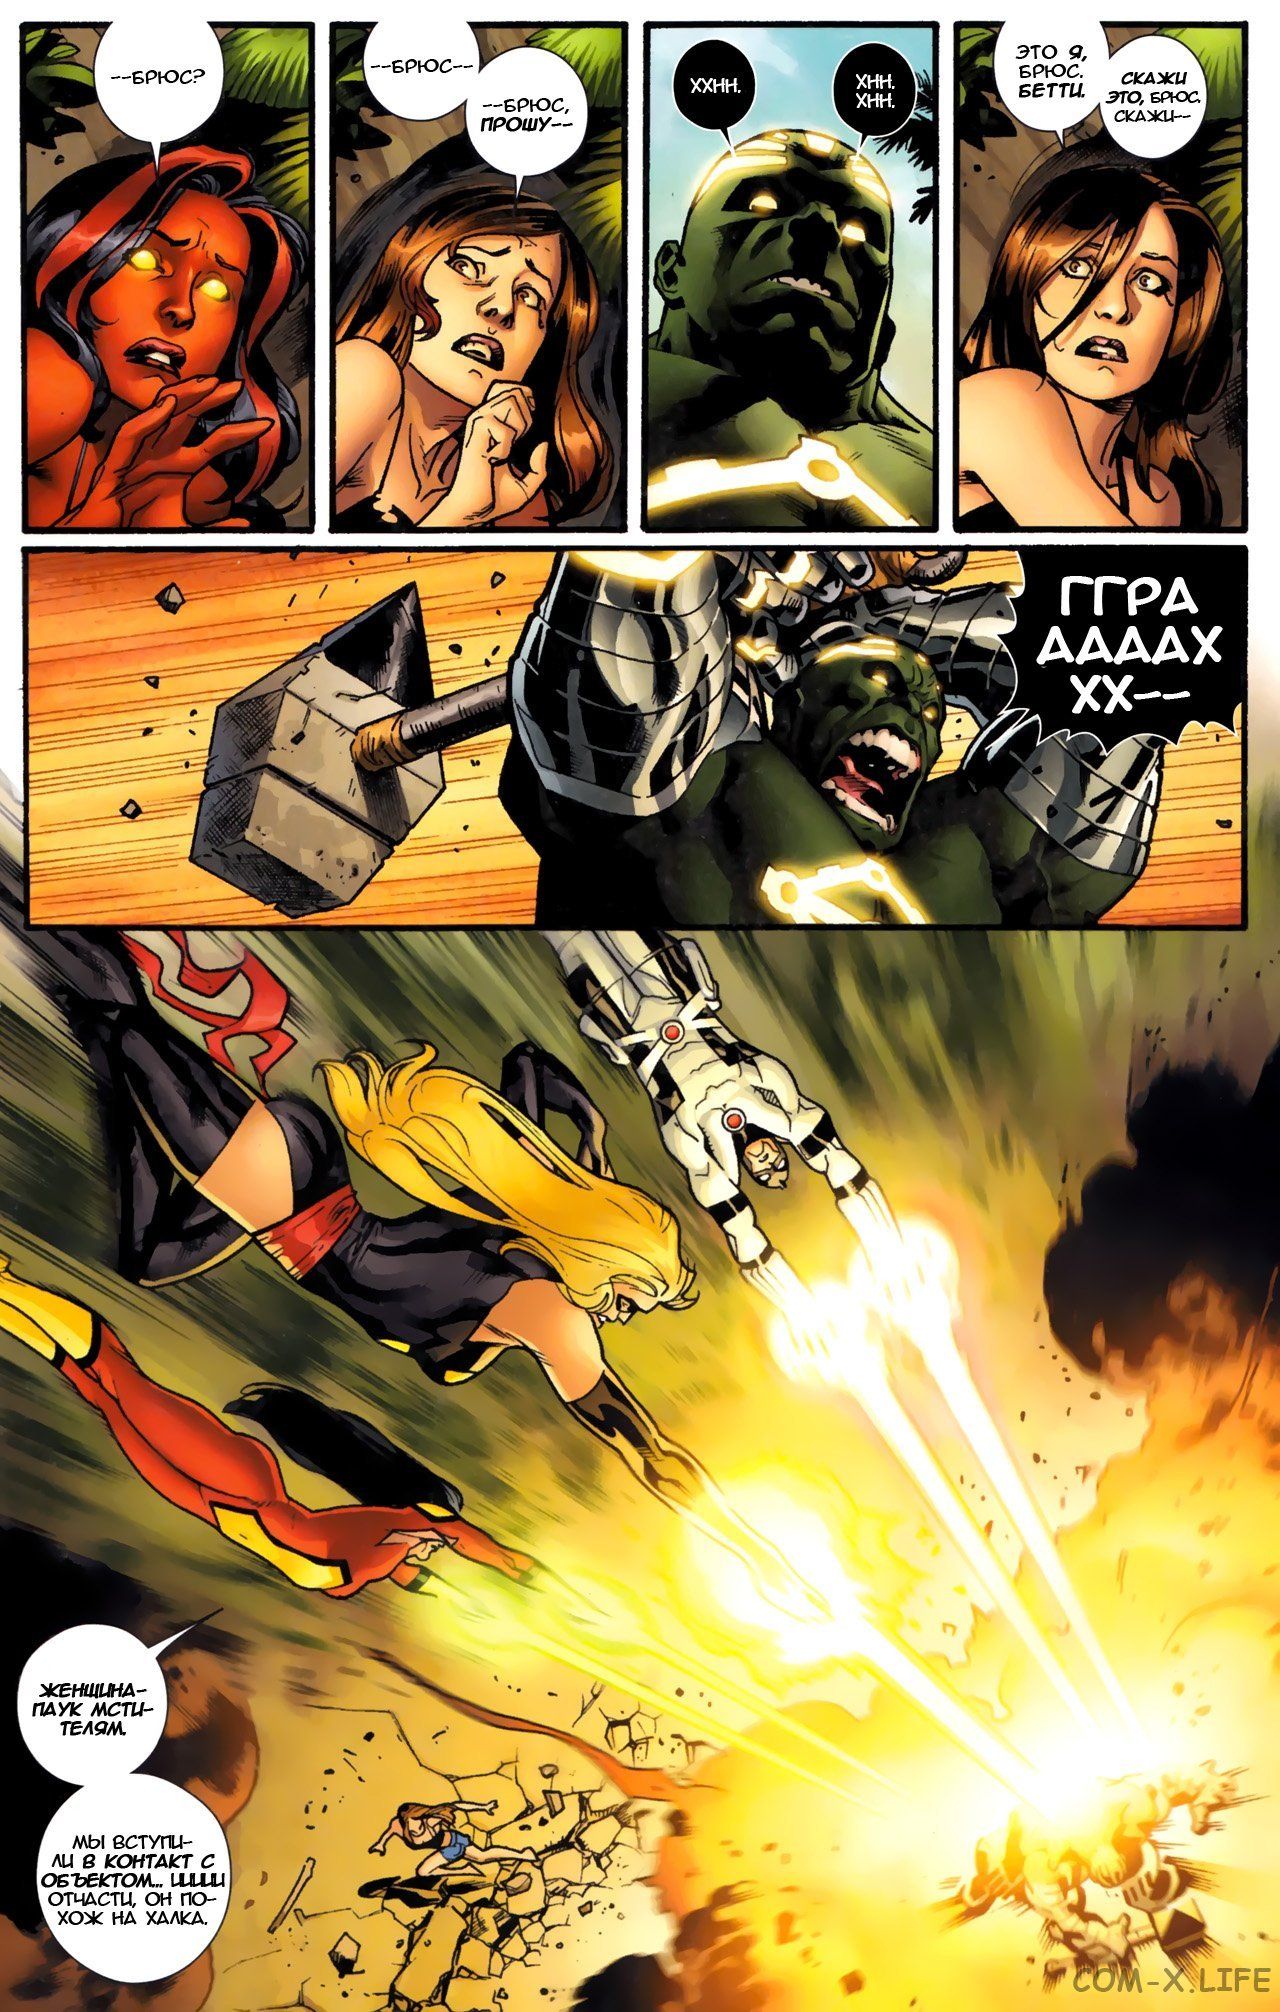 --БРЮС?
--БРЮС--
--БРЮС,
ПРОШУ--
ХХНН.
ХНН.
ХНН.
ЭТО Я,
БРЮС.
БЕТТИ.
СКАЖИ
ЭТО, БРЮС.
СКАЖИ--
ГГРА
ААААХ
ХХ--
ЖЕНЩИНА-
ПАУК МСТИ-
ТЕЛЯМ.
МЫ ВСТУПИ-
ЛИ В КОНТАКТ С
ОБЪЕКТОМ... ШШШ
ОТЧАСТИ, ОН ПО-
ХОЖ НА ХАЛКА.
COM-X.LIFE